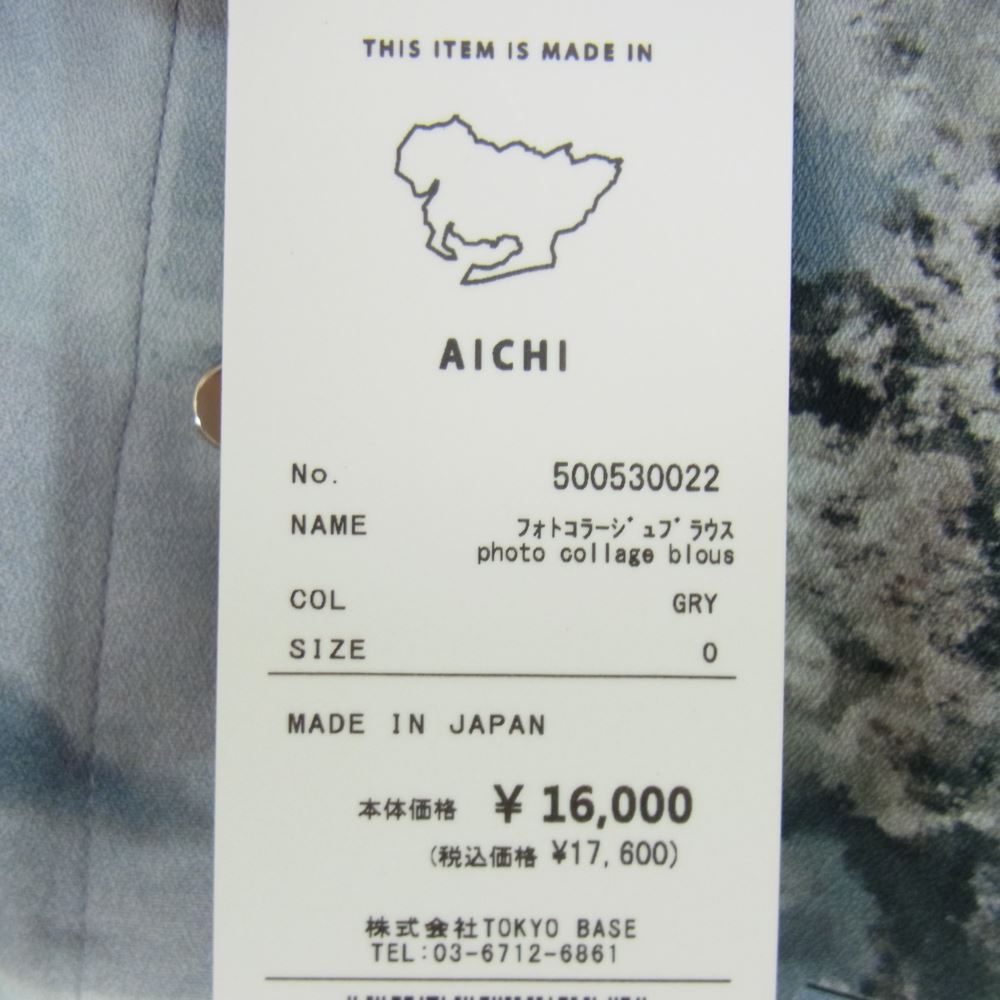 THIS ITEM IS MADE IN
AICHI
No. 500530022
NAME フォトコラージュブラウス
photo collage blous
COL GRY
SIZE 0
MADE IN JAPAN
本体価格 ¥ 16,000
(税込価格 ¥17,600)
株式会社TOKYO BASE
TEL:03-6712-6861